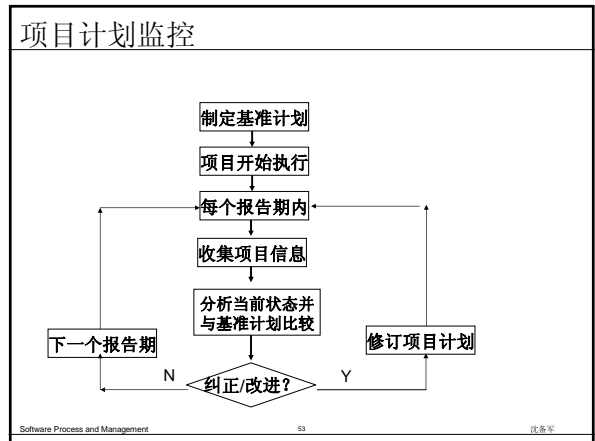 项目计划监控
制定基准计划
项目开始执行
每个报告期内
收集项目信息
分析当前状态并
与基准计划比较
下一个报告期
修订项目计划
N
纠正/改进？
Y
Software Process and Management
53
沈备军